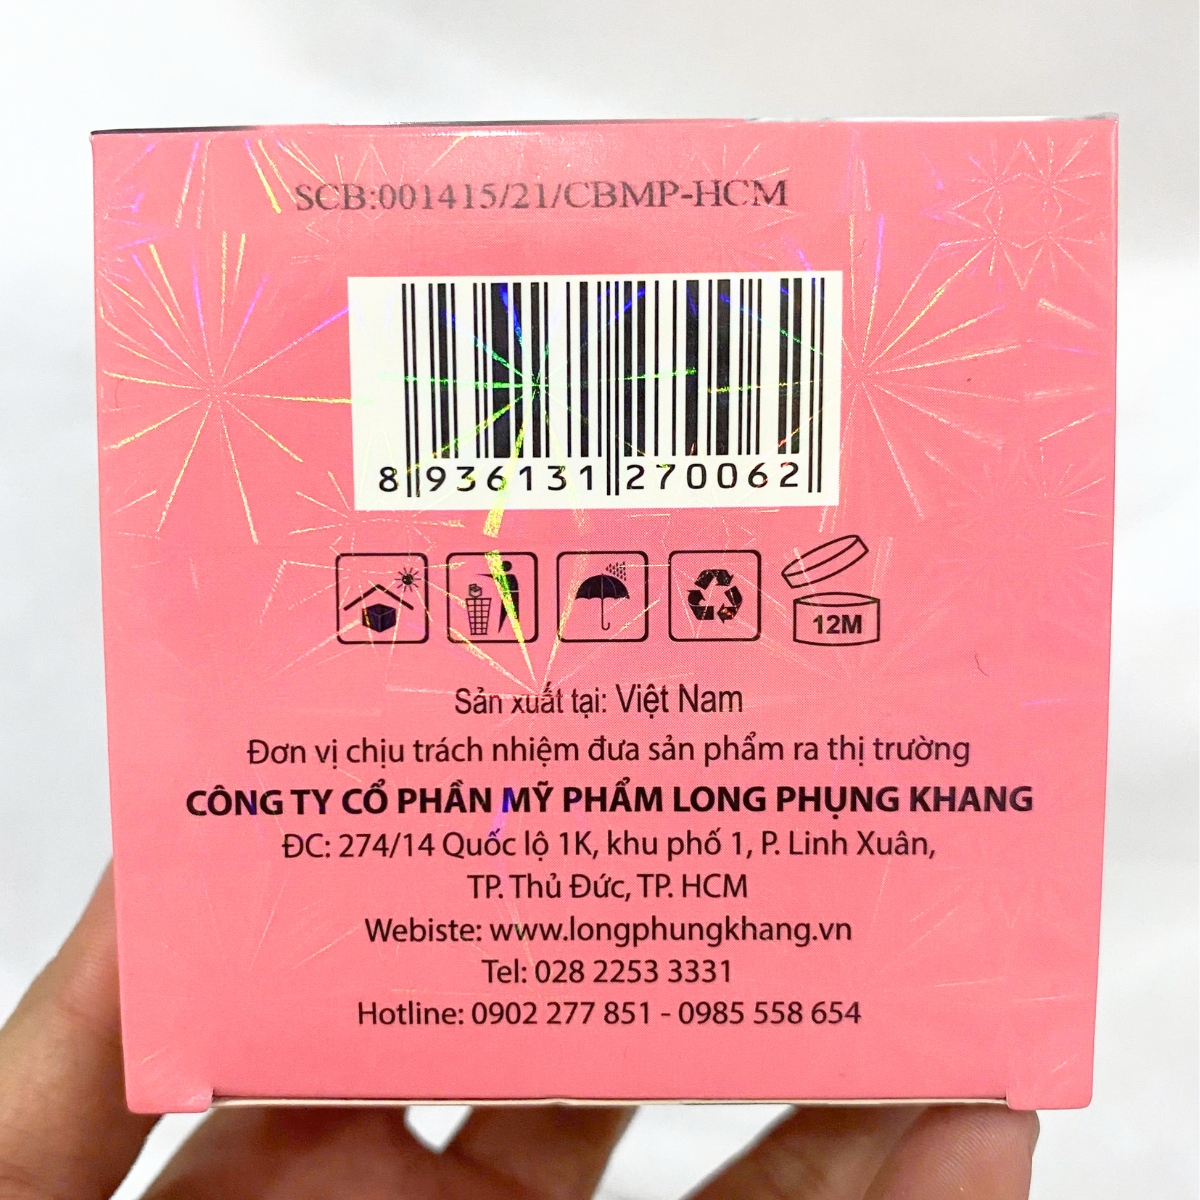 SCB:001415/21/CBMP-HCM
8 936131 270062
12M
Sản xuất tại: Việt Nam
Đơn vị chịu trách nhiệm đưa sản phẩm ra thị trường
CÔNG TY CỔ PHẦN MỸ PHẨM LONG PHỤNG KHANG
ĐC: 274/14 Quốc lộ 1K, khu phố 1, P. Linh Xuân,
TP. Thủ Đức, TP. HCM
Webiste: www.longphungkhang.vn
Tel: 028 2253 3331
Hotline: 0902 277 851 - 0985 558 654